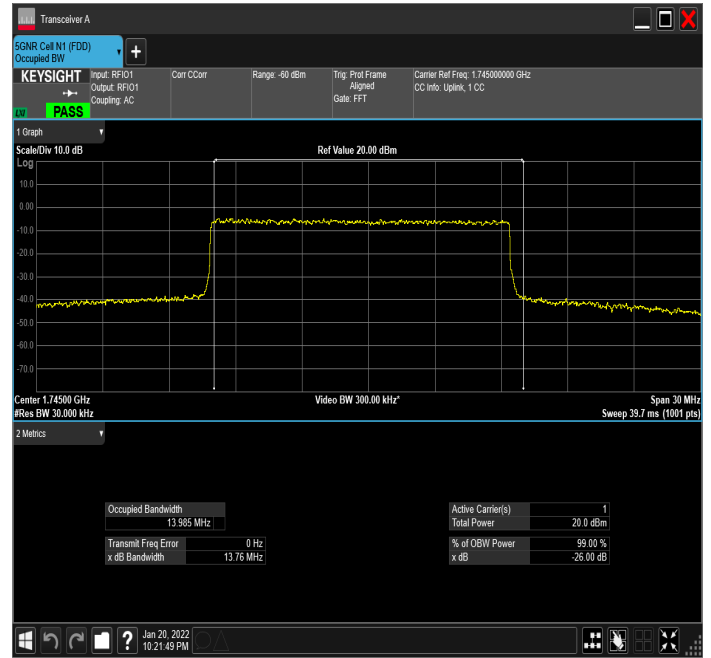 Transceiver A
5GNR Cell N1 (FDD)
Occupied BW
KEYSIGHT
LXI
PASS
Input: RFIO1
Output: RFIO1
Coupling: AC
Corr CCorr
Range: -60 dBm
Trig: Prot Frame
Aligned
Gate: FFT
Carrier Ref Freq: 1.745000000 GHz
CC Info: Uplink, 1 CC
1 Graph
Scale/Div 10.0 dB
Ref Value 20.00 dBm
Log
10.0
0.00
-10.0
-20.0
-30.0
-40.0
-50.0
-60.0
-70.0
Center 1.74500 GHz
Video BW 300.00 kHz*
Span 30 MHz
#Res BW 30.000 kHz
Sweep 39.7 ms (1001 pts)
2 Metrics
Occupied Bandwidth
13.985 MHz
Transmit Freq Error 0 Hz
x dB Bandwidth 13.76 MHz
Active Carrier(s) 1
Total Power 20.0 dBm
% of OBW Power 99.00 %
x dB -26.00 dB
?
Jan 20, 2022
10:21:49 PM